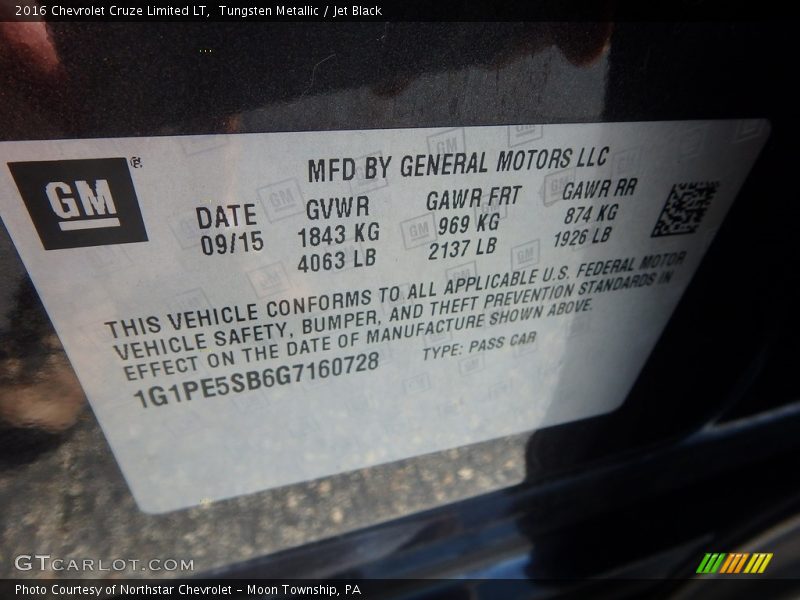 2016 Chevrolet Cruze Limited LT, Tungsten Metallic / Jet Black
GM ®
MFD BY GENERAL MOTORS LLC
DATE GVWR GAWR FRT GAWR RR
09/15 1843 KG 969 KG 874 KG
4063 LB 2137 LB 1926 LB
THIS VEHICLE CONFORMS TO ALL APPLICABLE U.S. FEDERAL MOTOR
VEHICLE SAFETY, BUMPER, AND THEFT PREVENTION STANDARDS IN
EFFECT ON THE DATE OF MANUFACTURE SHOWN ABOVE.
1G1PE5SB6G7160728 TYPE: PASS CAR
GTCARLOT.COM
Photo Courtesy of Northstar Chevrolet - Moon Township, PA